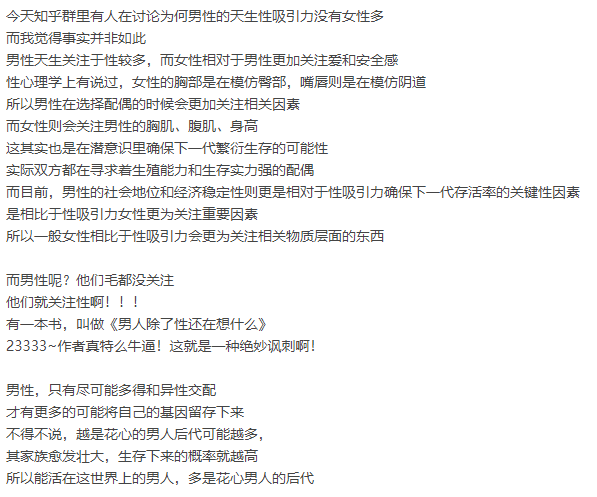 今天知乎群里有人在讨论为何男性的天生性吸引力没有女性多
而我觉得事实并非如此
男性天生关注于性较多，而女性相对于男性更加关注爱和安全感
性心理学上有说过，女性的胸部是在模仿臀部，嘴唇则是在模仿阴道
所以男性在选择配偶的时候会更加关注相关因素
而女性则会关注男性的胸肌、腹肌、身高
这其实也是在潜意识里确保下一代繁衍生存的可能性
实际双方都在寻求着生殖能力和生存实力强的配偶
而目前，男性的社会地位和经济稳定性则更是相对于性吸引力确保下一代存活率的关键性因素
是相比于性吸引力女性更为关注重要因素
所以一般女性相比于性吸引力会更为关注相关物质层面的东西
而男性呢？他们毛都没关注
他们就关注性啊！！！
有一本书，叫做《男人除了性还在想什么》
23333~作者真特么牛逼！这就是一种绝妙讽刺啊！
男性，只有尽可能多得和异性交配
才有更多的可能将自己的基因留存下来
不得不说，越是花心的男人后代可能越多，
其家族愈发壮大，生存下来的概率就越高
所以能活在这世界上的男人，多是花心男人的后代